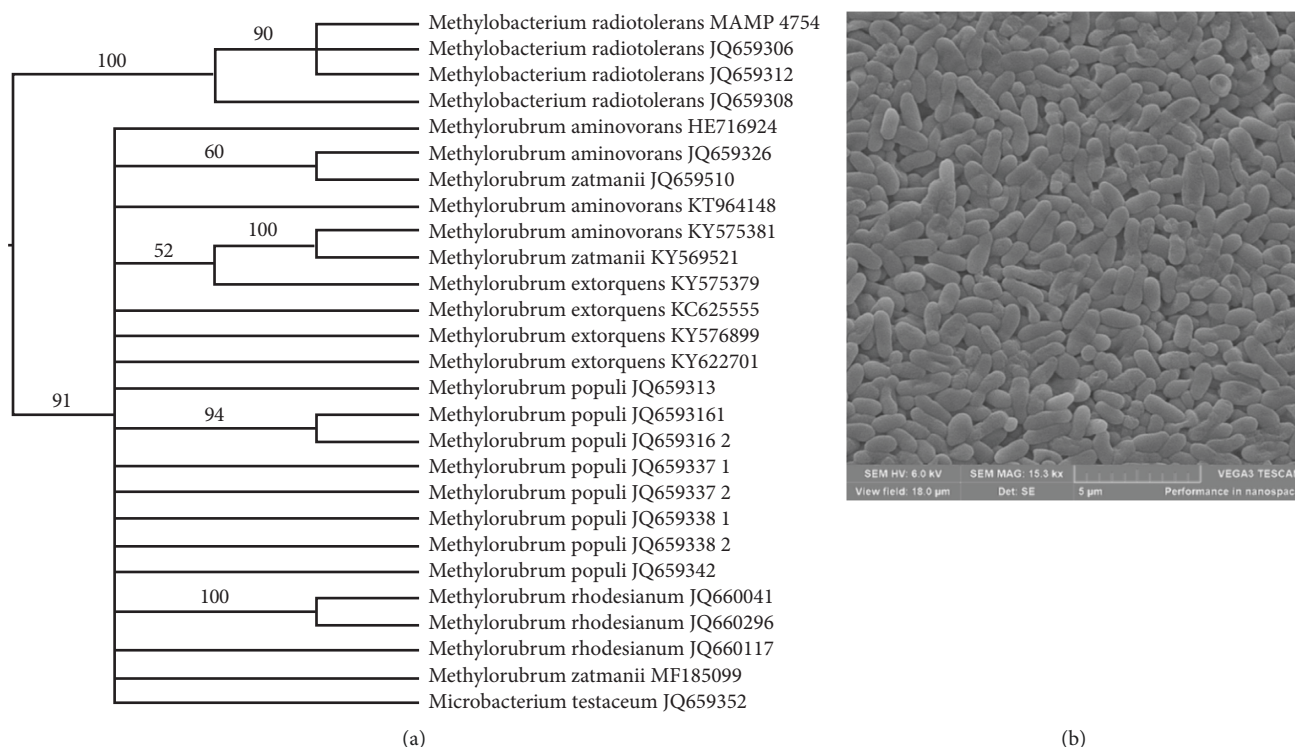 Methylobacterium radiotolerans MAMP 4754
90
Methylobacterium radiotolerans JQ659306
100
Methylobacterium radiotolerans JQ659312
Methylobacterium radiotolerans JQ659308
Methylorubrum aminovorans HE716924
60
Methylorubrum aminovorans JQ659326
Methylorubrum zatmanii JQ659510
Methylorubrum aminovorans KT964148
100
Methylorubrum aminovorans KY575381
52
Methylorubrum zatmanii KY569521
Methylorubrum extorquens KY575379
Methylorubrum extorquens KC625555
Methylorubrum extorquens KY576899
Methylorubrum extorquens KY622701
Methylorubrum populi JQ659313
91
94
Methylorubrum populi JQ6593161
Methylorubrum populi JQ659316 2
Methylorubrum populi JQ659337 1
Methylorubrum populi JQ659337 2
Methylorubrum populi JQ659338 1
Methylorubrum populi JQ659338 2
Methylorubrum populi JQ659342
100
Methylorubrum rhodesianum JQ660041
Methylorubrum rhodesianum JQ660296
Methylorubrum rhodesianum JQ660117
Methylorubrum zatmanii MF185099
Microbacterium testaceum JQ659352
(a)
SEM HV: 6.0 kV SEM MAG: 15.3 kx VEGA3 TESCAN
View field: 18.0 µm Det: SE 5 µm Performance in nanospac
(b)